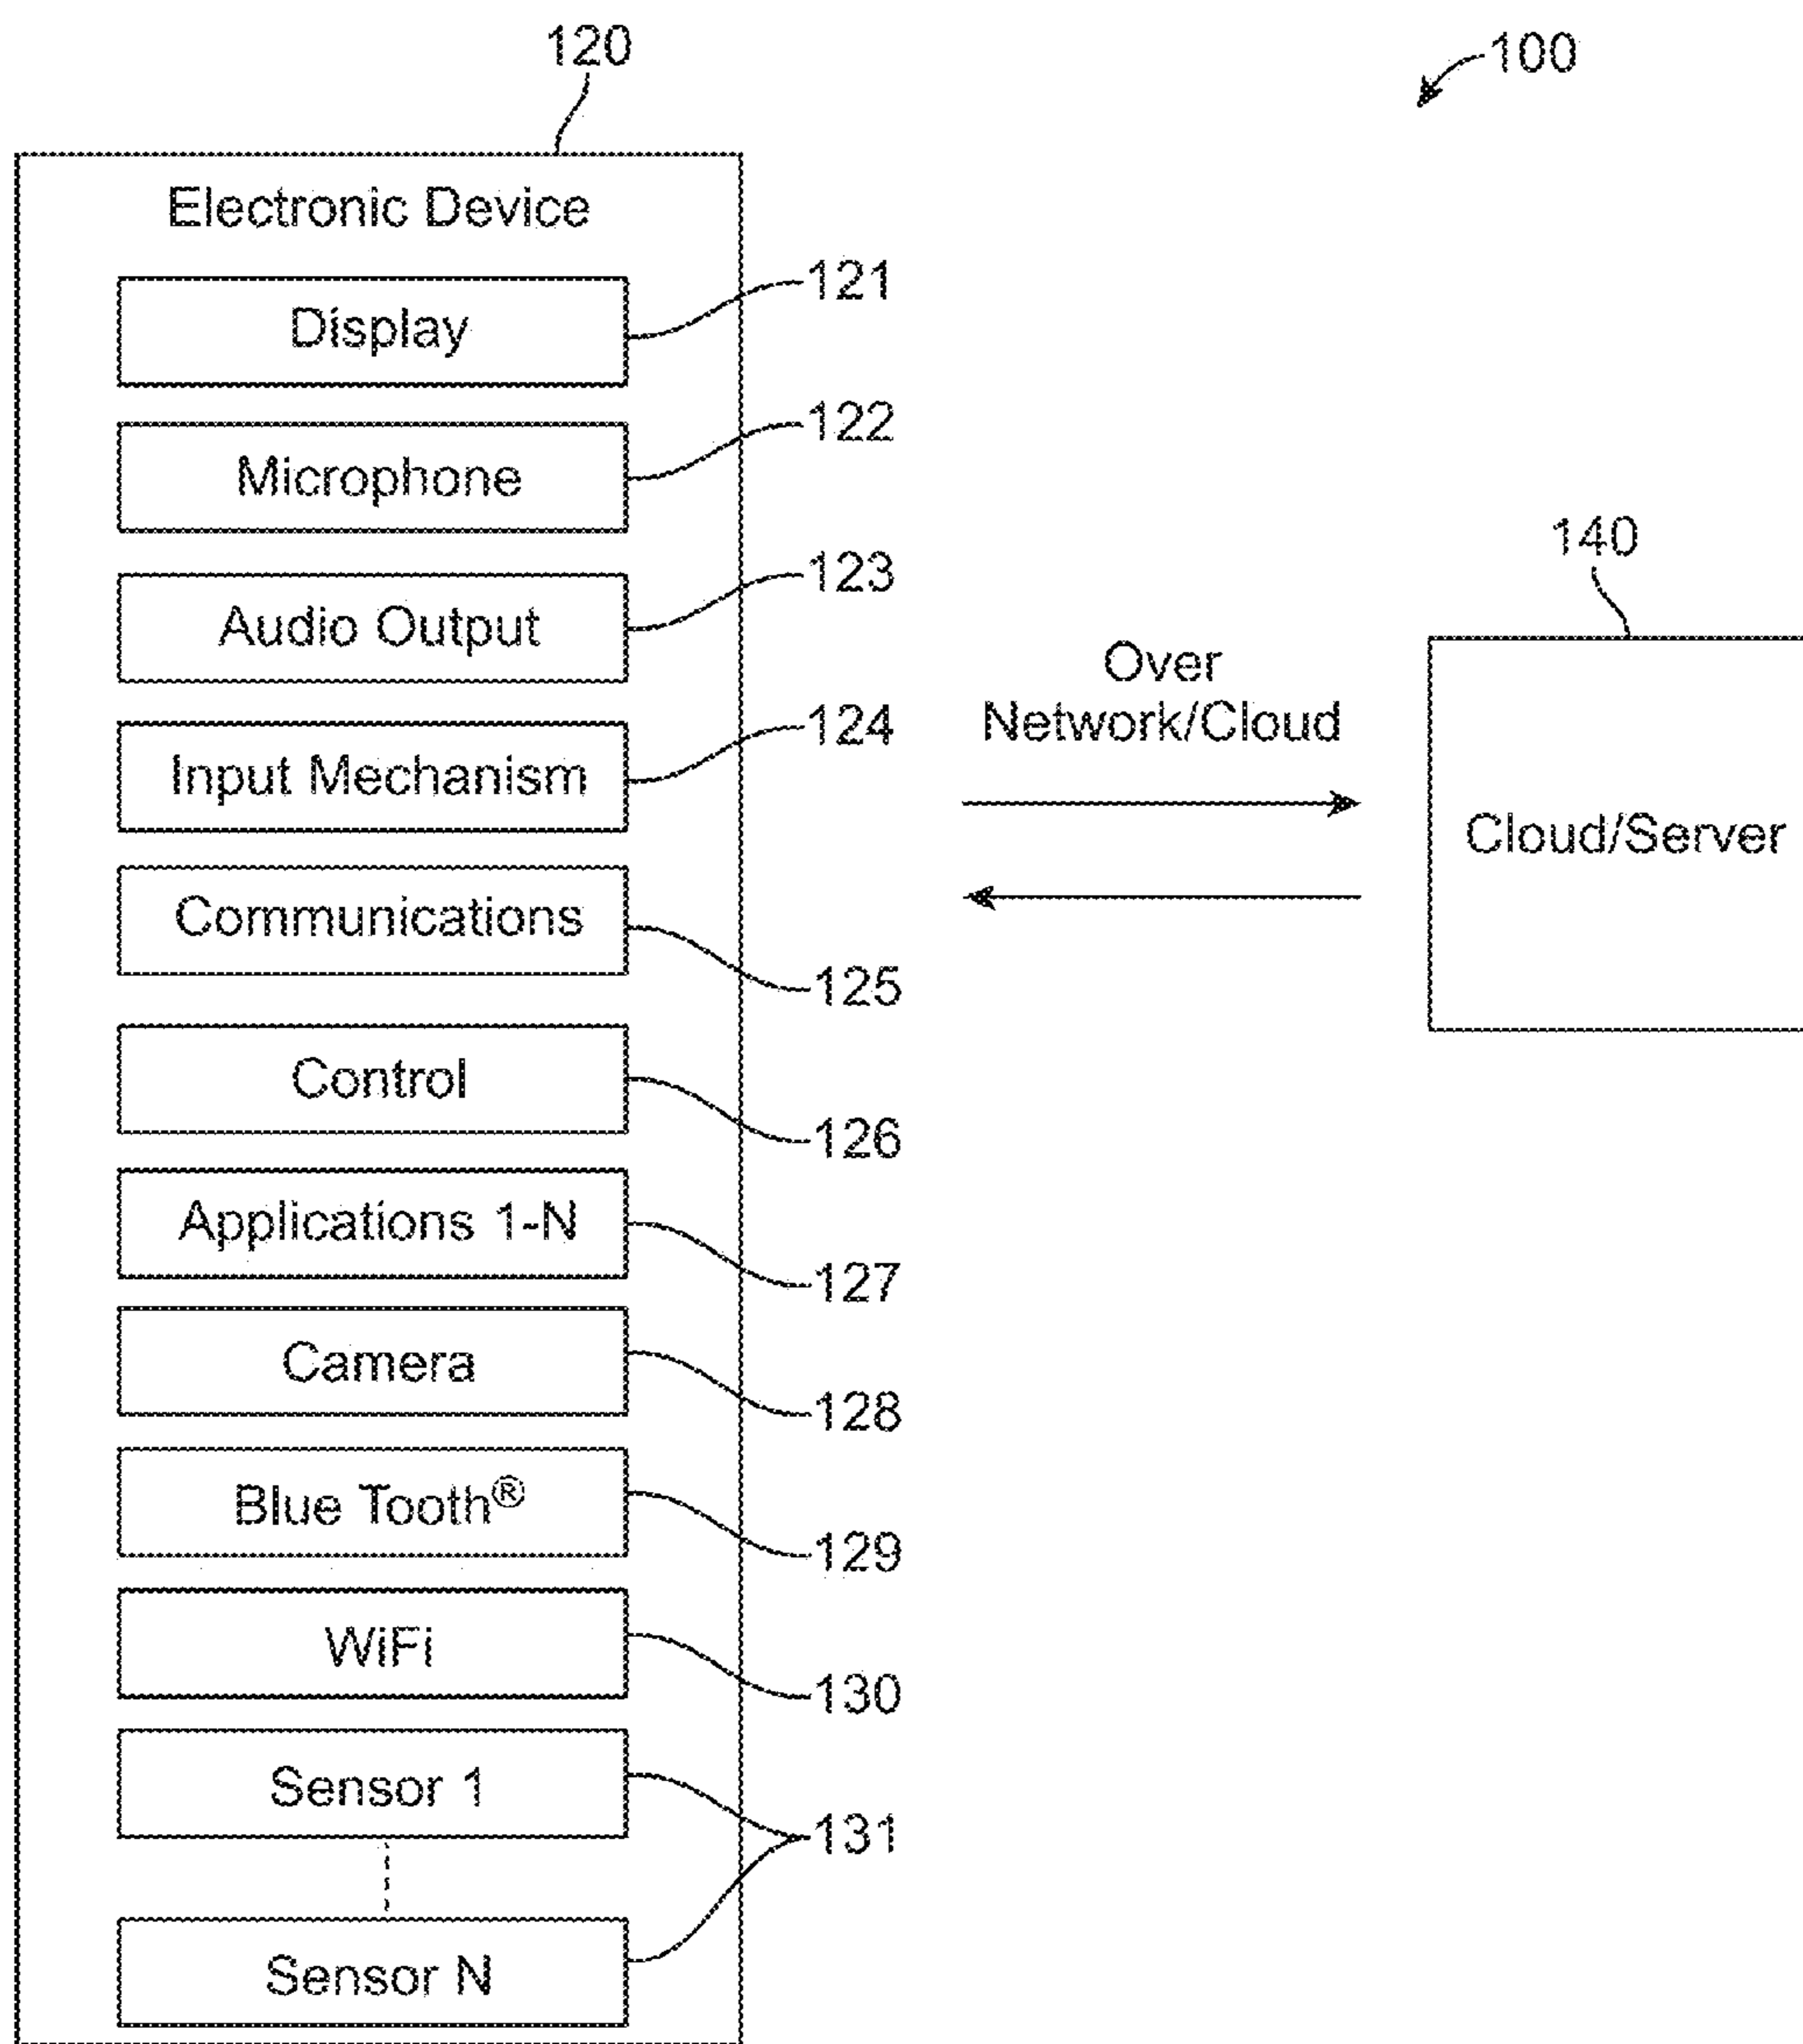 120
100
Electronic Device
Display
121
Microphone
122
Audio Output
123
Input Mechanism
124
Communications
125
Control
126
Applications 1-N
127
Camera
128
Blue Tooth®
129
WiFi
130
Sensor 1
131
Sensor N
Over
Network/Cloud
140
Cloud/Server